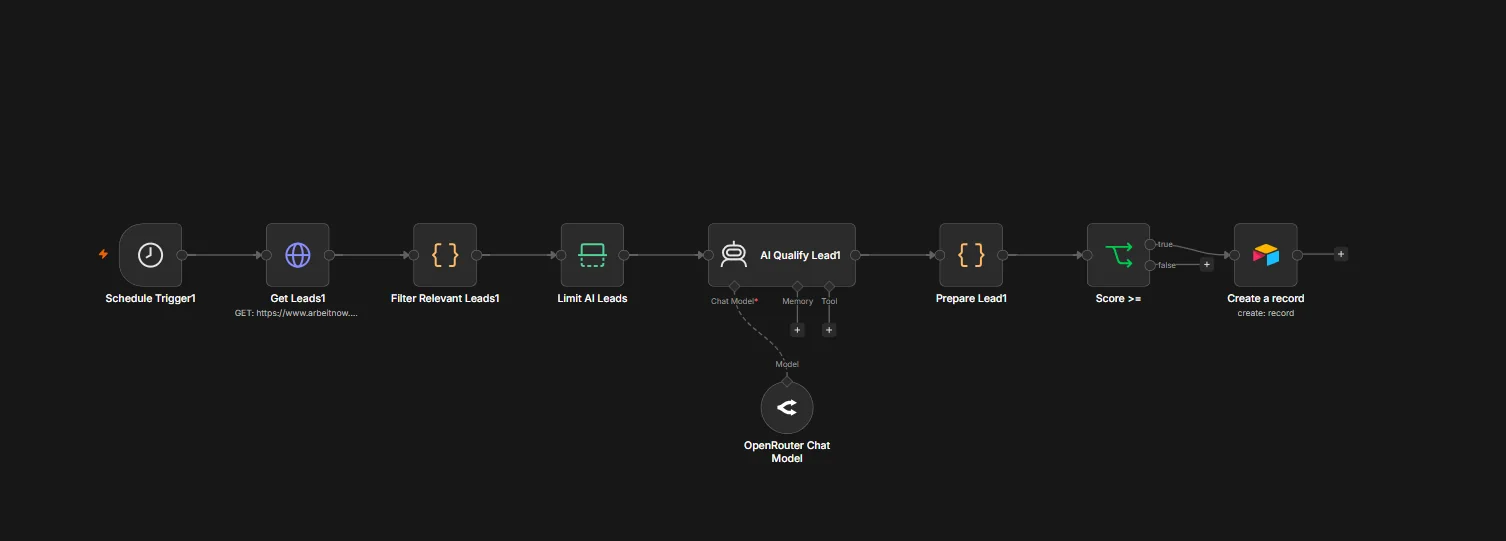 true
false
AI Qualify Lead1
Schedule Trigger1
Get Leads1
GET: https://www.arbeitnow....
Filter Relevant Leads1
Limit AI Leads
Chat Model*
Memory
Tool
Prepare Lead1
Score >=
Create a record
create: record
Model
OpenRouter Chat
Model